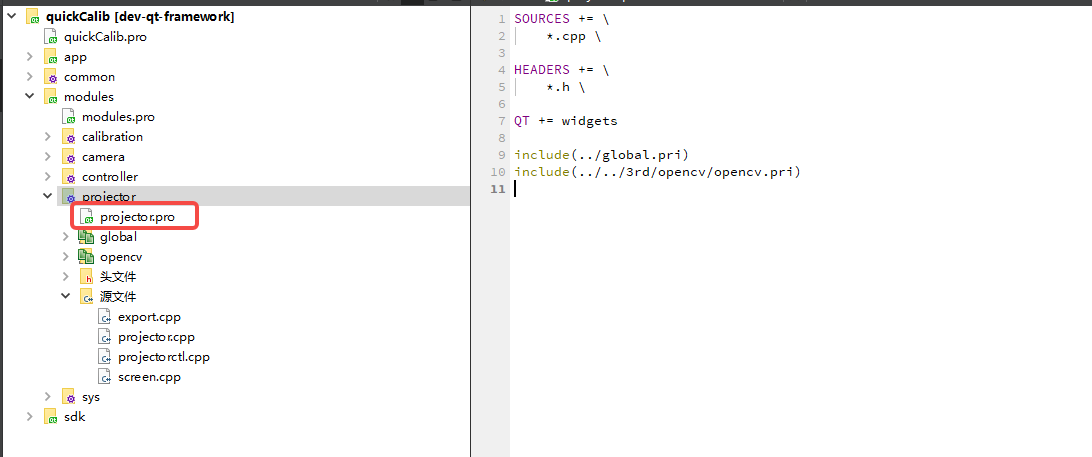 quickCalib [dev-qt-framework]
quickCalib.pro
app
common
modules
modules.pro
calibration
camera
controller
projector
projector.pro
global
opencv
头文件
源文件
export.cpp
projector.cpp
projectorctl.cpp
screen.cpp
sys
sdk
1 SOURCES += \
2 *.cpp \
3
4 HEADERS += \
5 *.h \
6
7 QT += widgets
8
9 include(../global.pri)
10 include(../../3rd/opencv/opencv.pri)
11